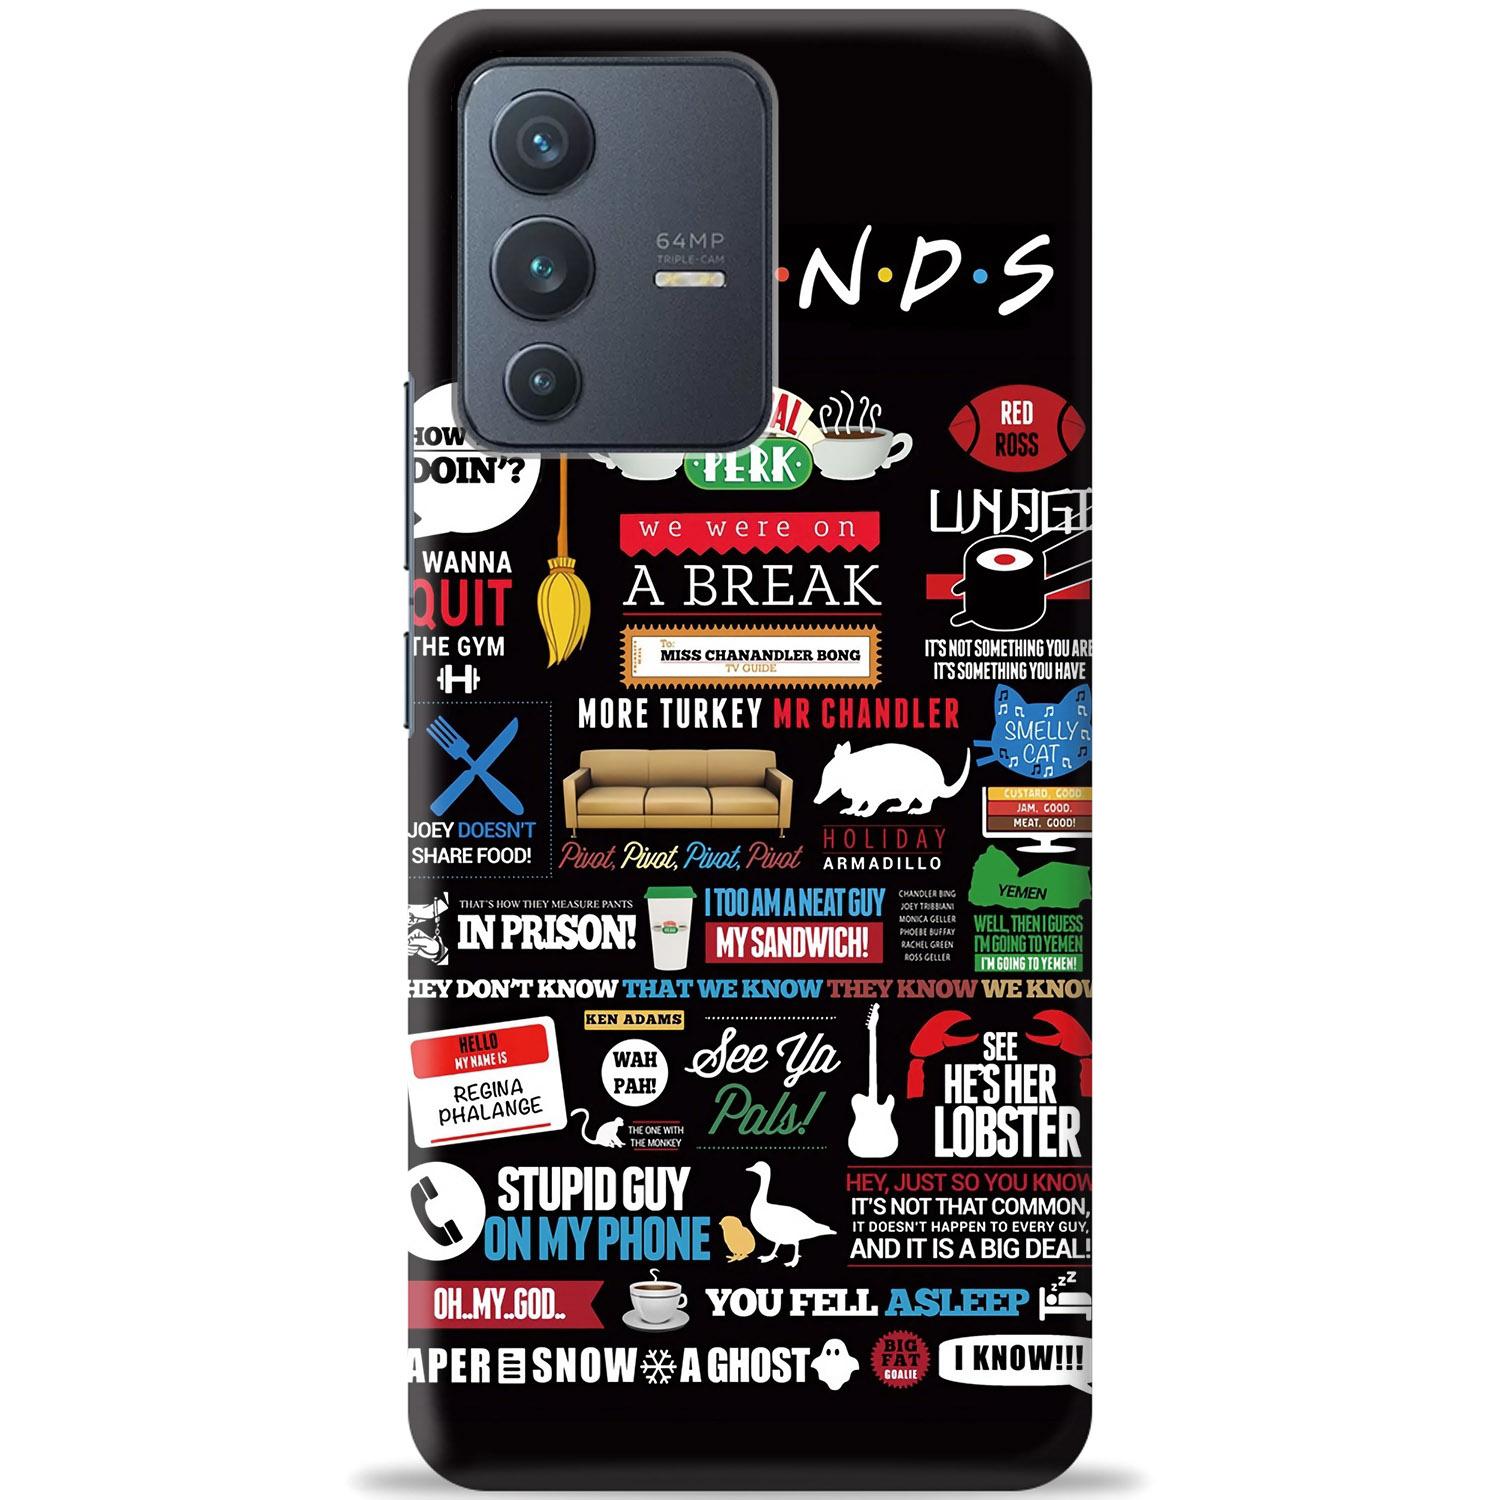 64MP
TRIPLE-CAM
·N·D·S
HOW
DOIN'?
WANNA
QUIT
THE GYM
AL
PERK
we were on
A BREAK
To:
MISS CHANANDLER BONG
TV GUIDE
RED
ROSS
UNAGI
IT'S NOT SOMETHING YOU ARE
IT'S SOMETHING YOU HAVE
MORE TURKEY MR CHANDLER
SMELLY
CAT
JOEY DOESN'T
SHARE FOOD!
Pivot, Pivot, Pivot, Pivot
HOLIDAY
ARMADILLO
CUSTARD, GOOD.
JAM, GOOD.
MEAT, GOOD!
THAT'S HOW THEY MEASURE PANTS
IN PRISON!
I TOO AM A NEAT GUY
MY SANDWICH!
CHANDLER BING
JOEY TRIBBIANI
MONICA GELLER
PHOEBE BUFFAY
RACHEL GREEN
ROSS GELLER
YEMEN
WELL, THEN I GUESS
I'M GOING TO YEMEN
I'M GOING TO YEMEN!
HEY DON'T KNOW THAT WE KNOW THEY KNOW WE KNOW
HELLO
MY NAME IS
REGINA
PHALANGE
KEN ADAMS
WAH
PAH!
THE ONE WITH
THE MONKEY
See Ya
Pals!
SEE
HE'S HER
LOBSTER
STUPID GUY
ON MY PHONE
HEY, JUST SO YOU KNOW
IT'S NOT THAT COMMON,
IT DOESN'T HAPPEN TO EVERY GUY,
AND IT IS A BIG DEAL!
OH..MY..GOD..
YOU FELL ASLEEP
zzZ
APER SNOW A GHOST
BIG
FAT
GOALIE
I KNOW!!!